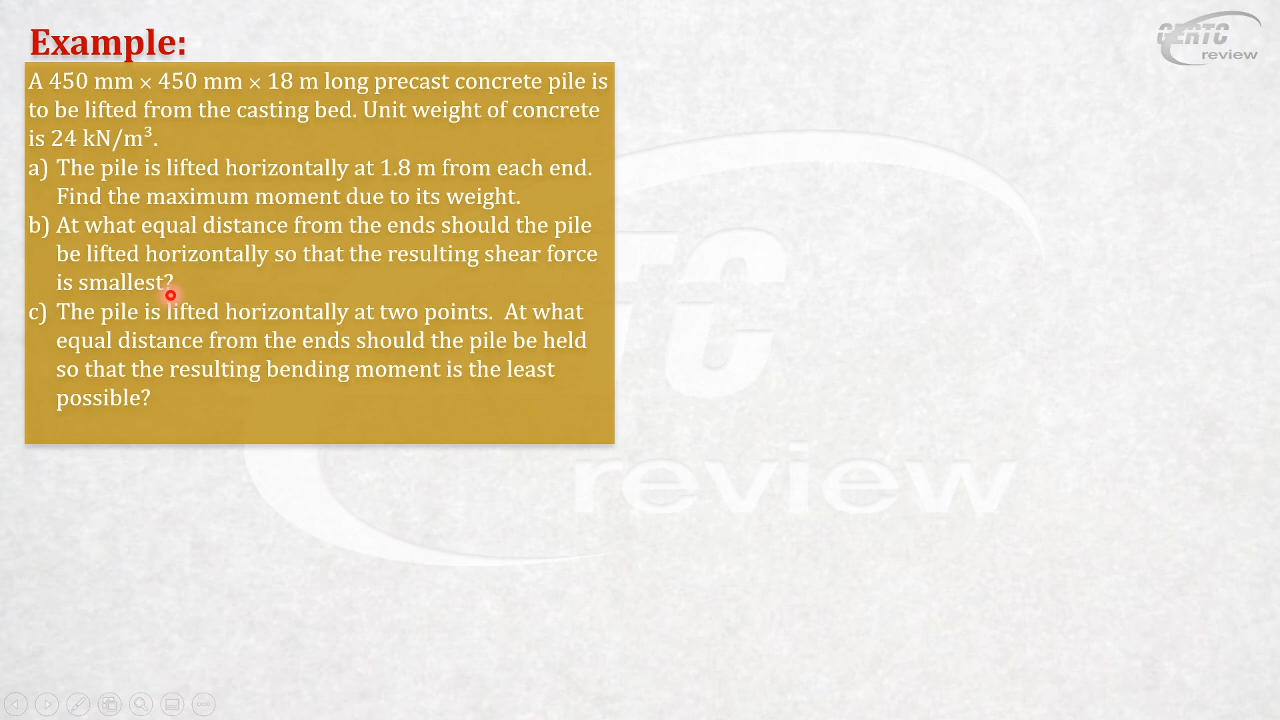 Example:
CERTC
review
A 450 mm × 450 mm × 18 m long precast concrete pile is
to be lifted from the casting bed. Unit weight of concrete
is 24 kN/m³.
a) The pile is lifted horizontally at 1.8 m from each end.
Find the maximum moment due to its weight.
b) At what equal distance from the ends should the pile
be lifted horizontally so that the resulting shear force
is smallest?
c) The pile is lifted horizontally at two points. At what
equal distance from the ends should the pile be held
so that the resulting bending moment is the least
possible?
TC
review